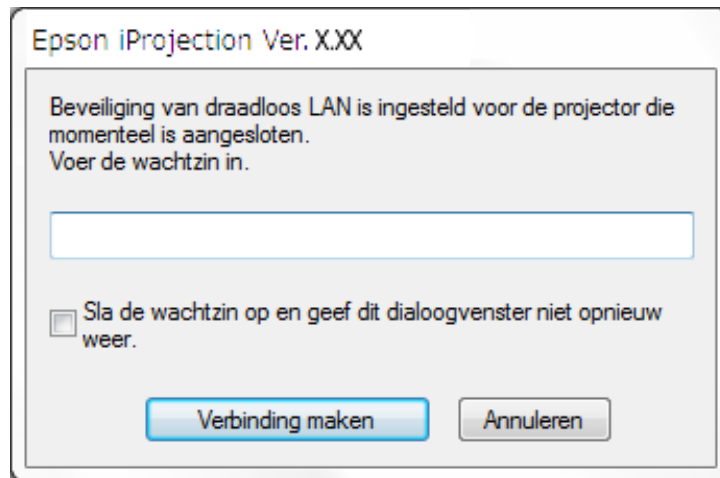 Epson iProjection Ver. X.XX
Beveiliging van draadloos LAN is ingesteld voor de projector die
momenteel is aangesloten.
Voer de wachtzin in.
Sla de wachtzin op en geef dit dialoogvenster niet opnieuw
weer.
Verbinding maken
Annuleren